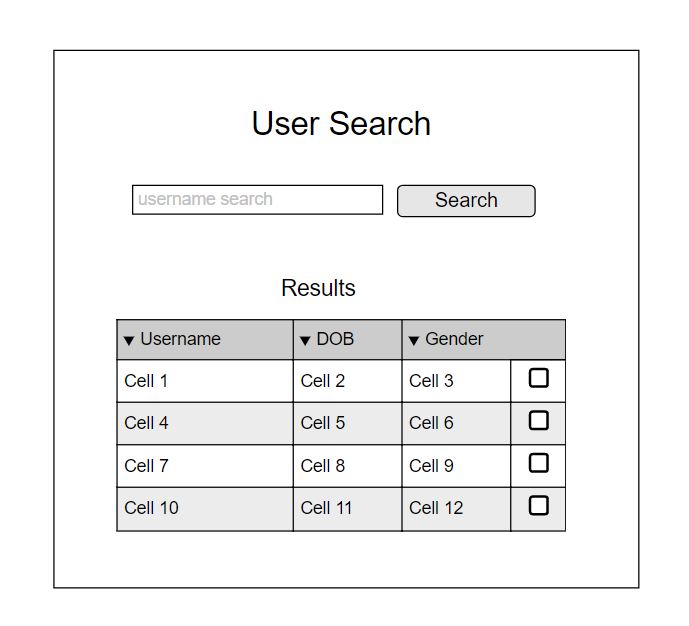 User Search
username search Search
Results
▼ Username ▼ DOB ▼ Gender
Cell 1 Cell 2 Cell 3
Cell 4 Cell 5 Cell 6
Cell 7 Cell 8 Cell 9
Cell 10 Cell 11 Cell 12